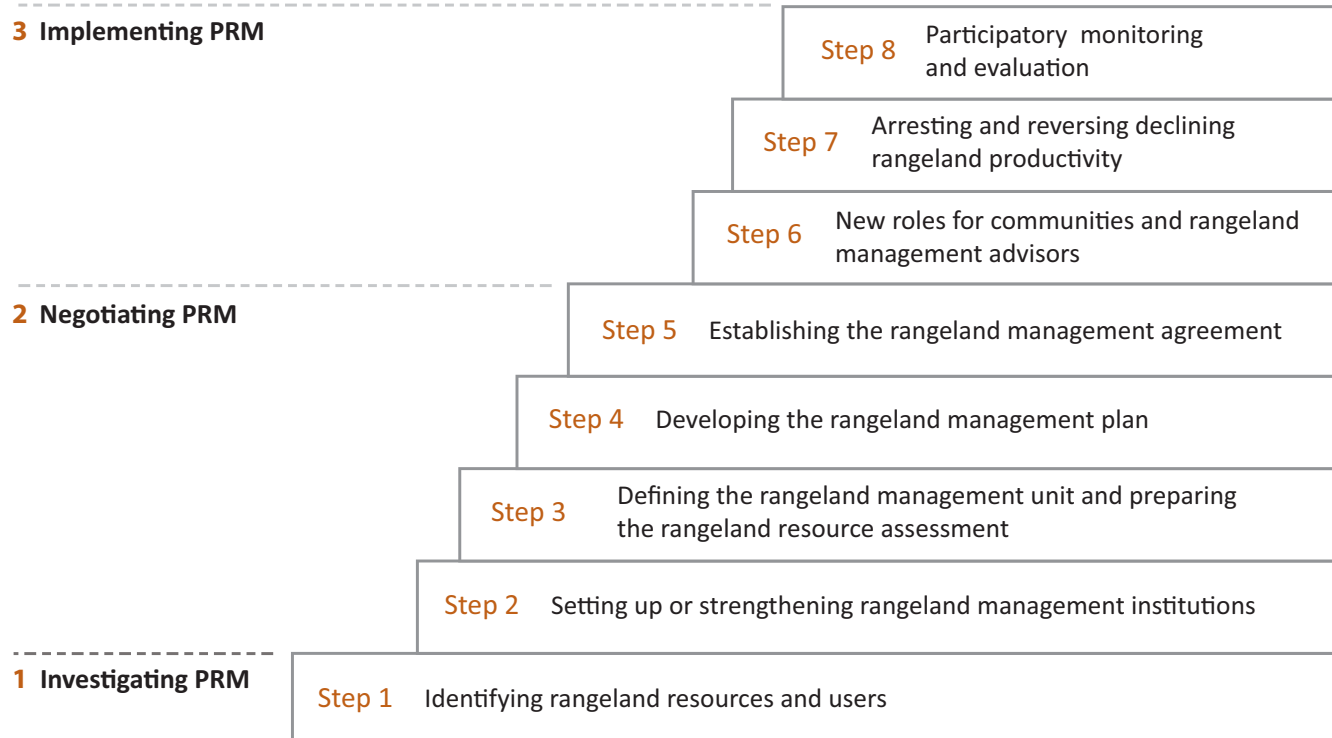 3 Implementing PRM
Step 8 Participatory monitoring
and evaluation
Step 7 Arresting and reversing declining
rangeland productivity
Step 6 New roles for communities and rangeland
management advisors
2 Negotiating PRM
Step 5 Establishing the rangeland management agreement
Step 4 Developing the rangeland management plan
Step 3 Defining the rangeland management unit and preparing
the rangeland resource assessment
Step 2 Setting up or strengthening rangeland management institutions
1 Investigating PRM
Step 1 Identifying rangeland resources and users